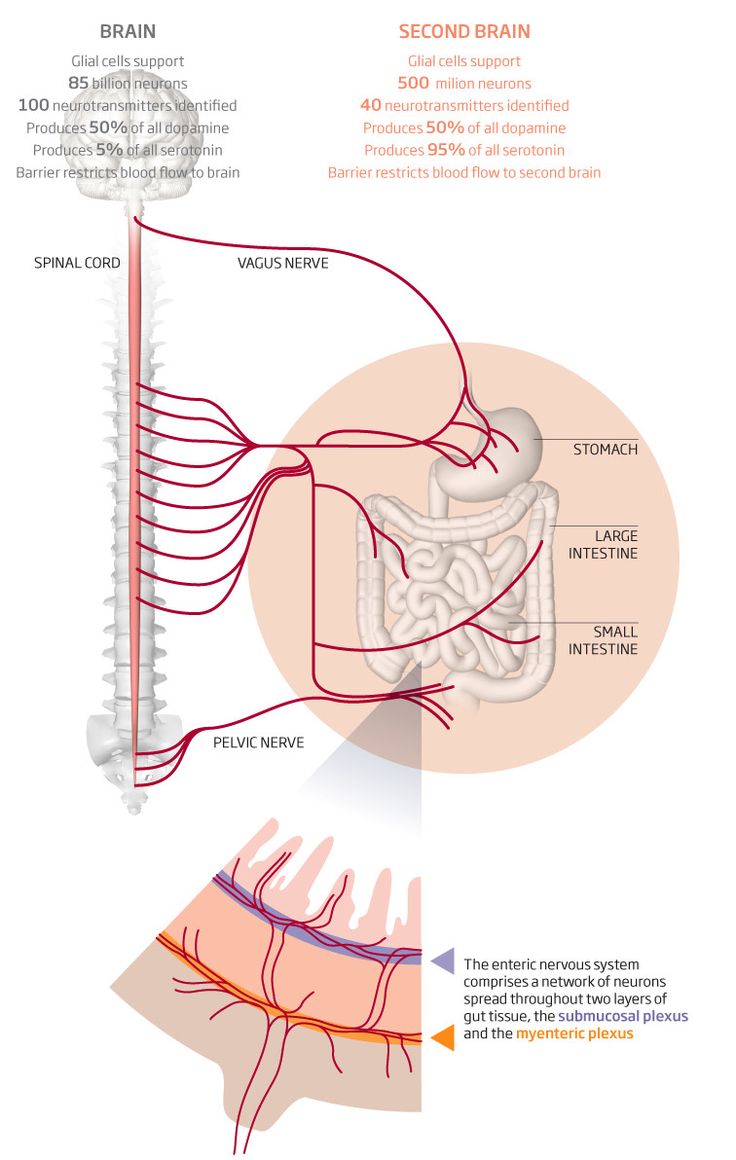 BRAIN
Glial cells support
85 billion neurons
100 neurotransmitters identified
Produces 50% of all dopamine
Produces 5% of all serotonin
Barrier restricts blood flow to brain
SECOND BRAIN
Glial cells support
500 milion neurons
40 neurotransmitters identified
Produces 50% of all dopamine
Produces 95% of all serotonin
Barrier restricts blood flow to second brain
SPINAL CORD
VAGUS NERVE
STOMACH
LARGE
INTESTINE
SMALL
INTESTINE
PELVIC NERVE
The enteric nervous system
comprises a network of neurons
spread throughout two layers of
gut tissue, the submucosal plexus
and the myenteric plexus